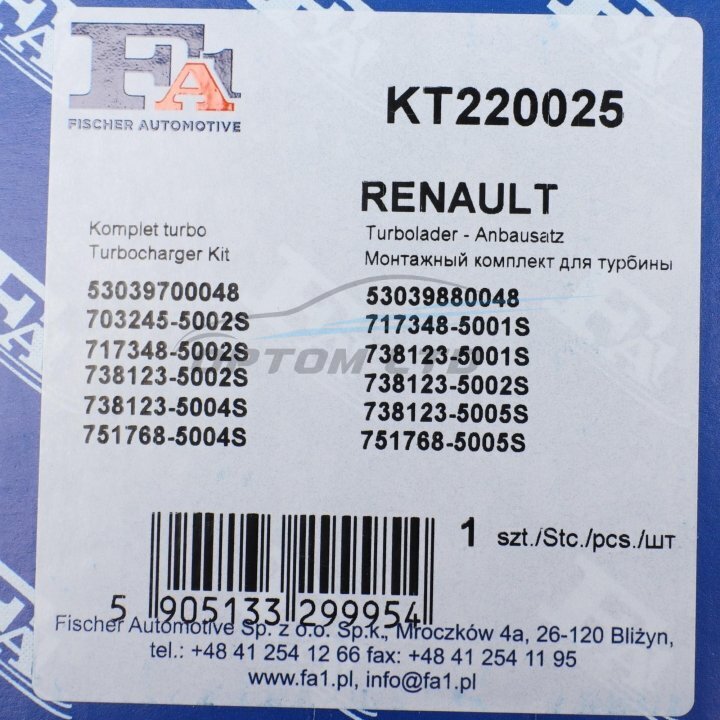 FA1
FISCHER AUTOMOTIVE
KT220025
RENAULT
Komplet turbo
Turbocharger Kit
Turbolader - Anbausatz
Монтажный комплект для турбины
53039700048
703245-5002S
717348-5002S
738123-5002S
738123-5004S
751768-5004S
53039880048
717348-5001S
738123-5001S
738123-5002S
738123-5005S
751768-5005S
OPTOM CTD
1 szt./Stc./pcs./шт
5 905133 299954
Fischer Automotive Sp. z o.o. Sp.k., Mroczków 4a, 26-120 Bliżyn,
tel.: +48 41 254 12 66 fax: +48 41 254 11 95
www.fa1.pl, info@fa1.pl